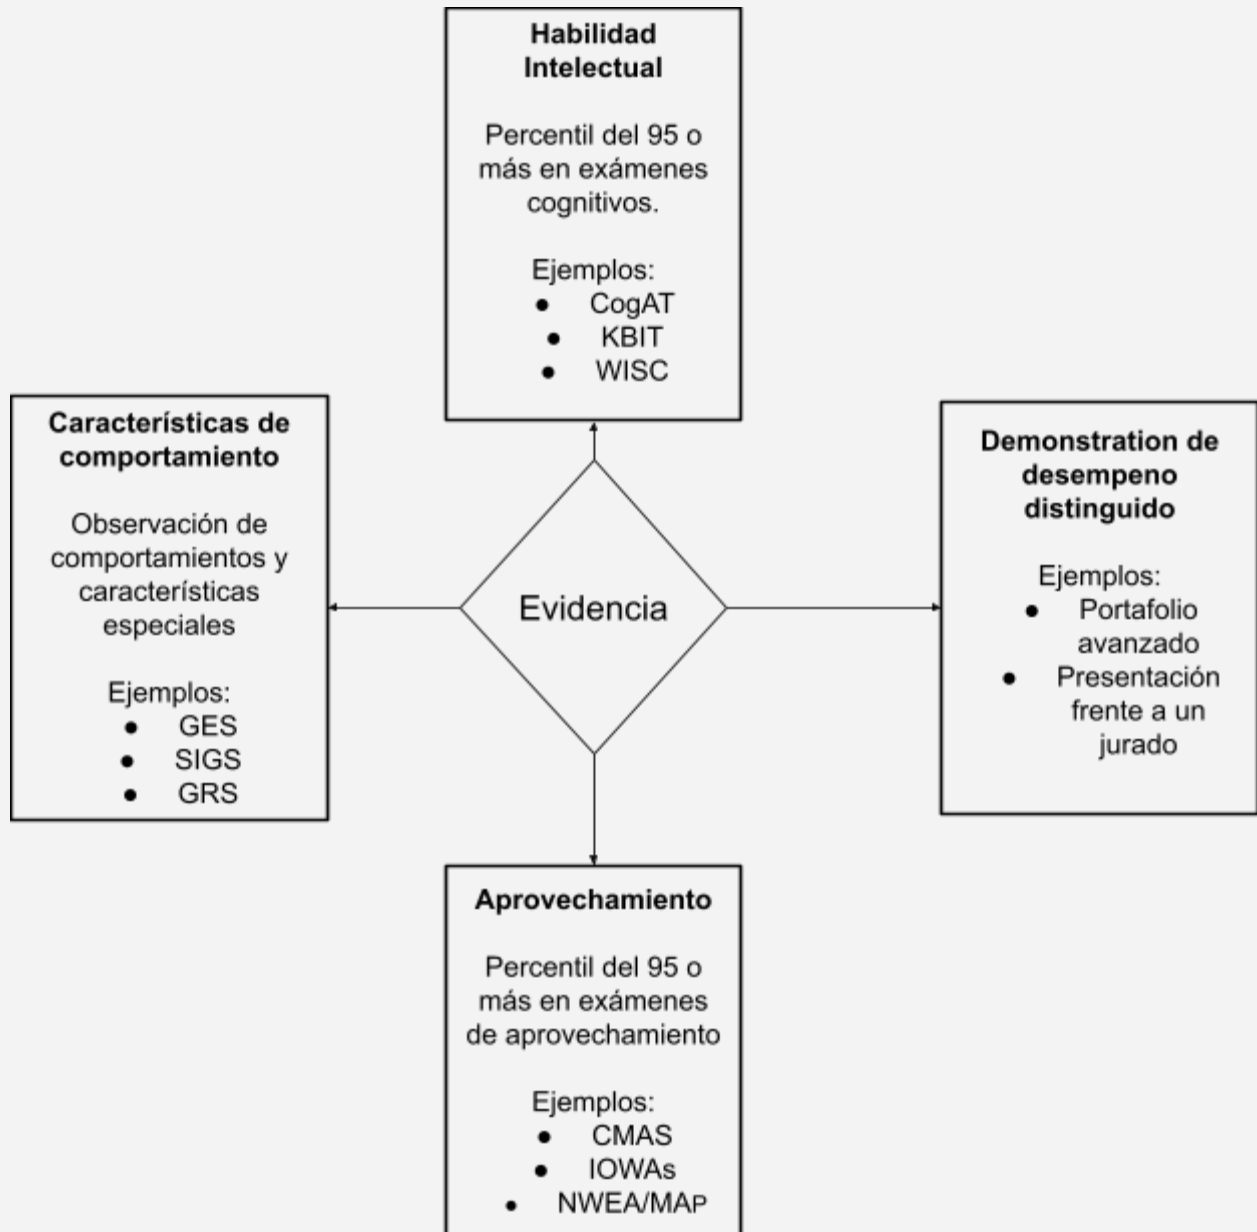 Habilidad
Intelectual
Percentil del 95 o
más en exámenes
cognitivos.
Ejemplos:
● CogAT
● KBIT
● WISC
Características de
comportamiento
Observación de
comportamientos y
características
especiales
Ejemplos:
● GES
● SIGS
● GRS
Evidencia
Demonstration de
desempeno
distinguido
Ejemplos:
● Portafolio
avanzado
● Presentación
frente a un
jurado
Aprovechamiento
Percentil del 95 o
más en exámenes
de aprovechamiento
Ejemplos:
● CMAS
● IOWAs
● NWEA/MAP